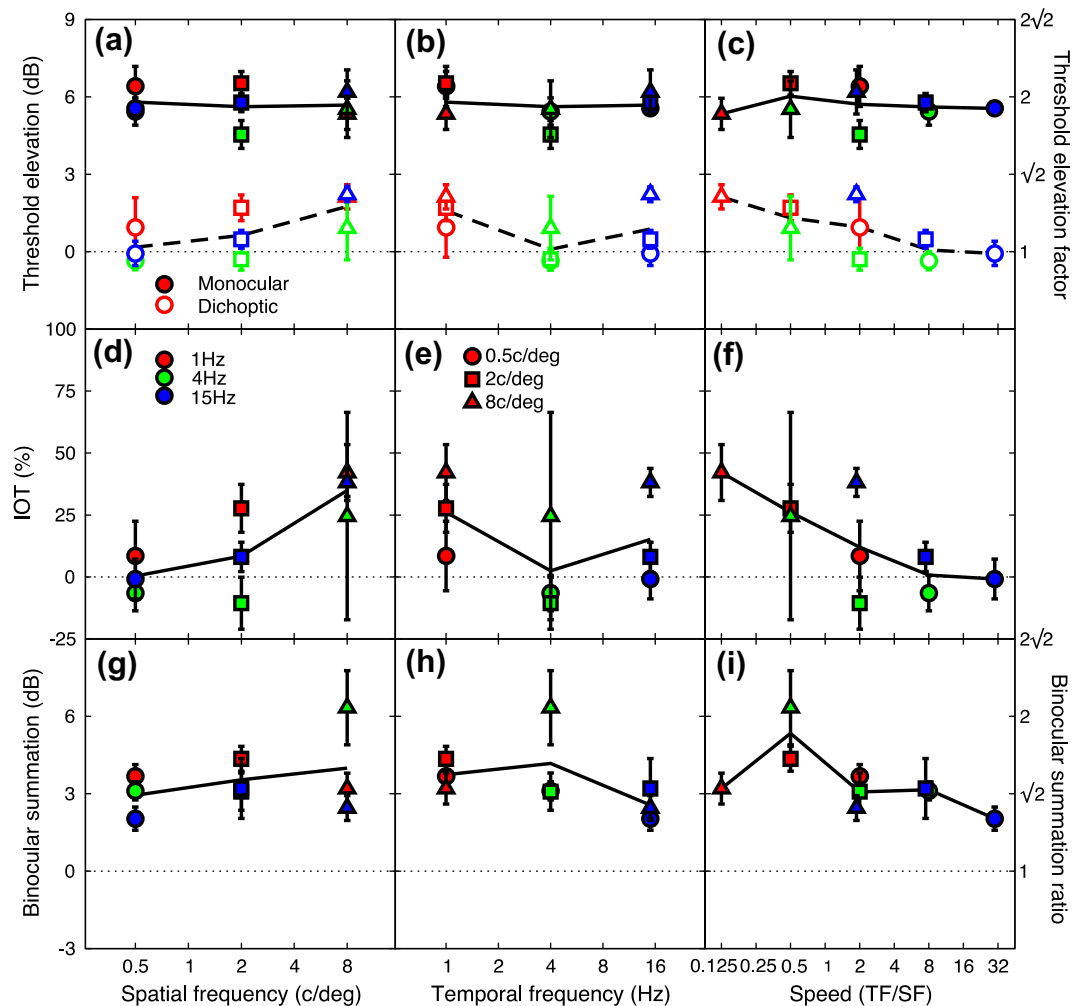 (a) (b) (c)
9 2√2
6 2
3 √2
0 1
Threshold elevation (dB)
Threshold elevation factor
Monocular
Dichoptic
(d) (e) (f)
100
75
50
25
0
-25
IOT (%)
1Hz
4Hz
15Hz
0.5c/deg
2c/deg
8c/deg
(g) (h) (i)
2√2
6 2
3 √2
0 1
-3
Binocular summation (dB)
Binocular summation ratio
0.5 1 2 4 8 1 2 4 8 16 0.125 0.25 0.5 1 2 4 8 16 32
Spatial frequency (c/deg) Temporal frequency (Hz) Speed (TF/SF)